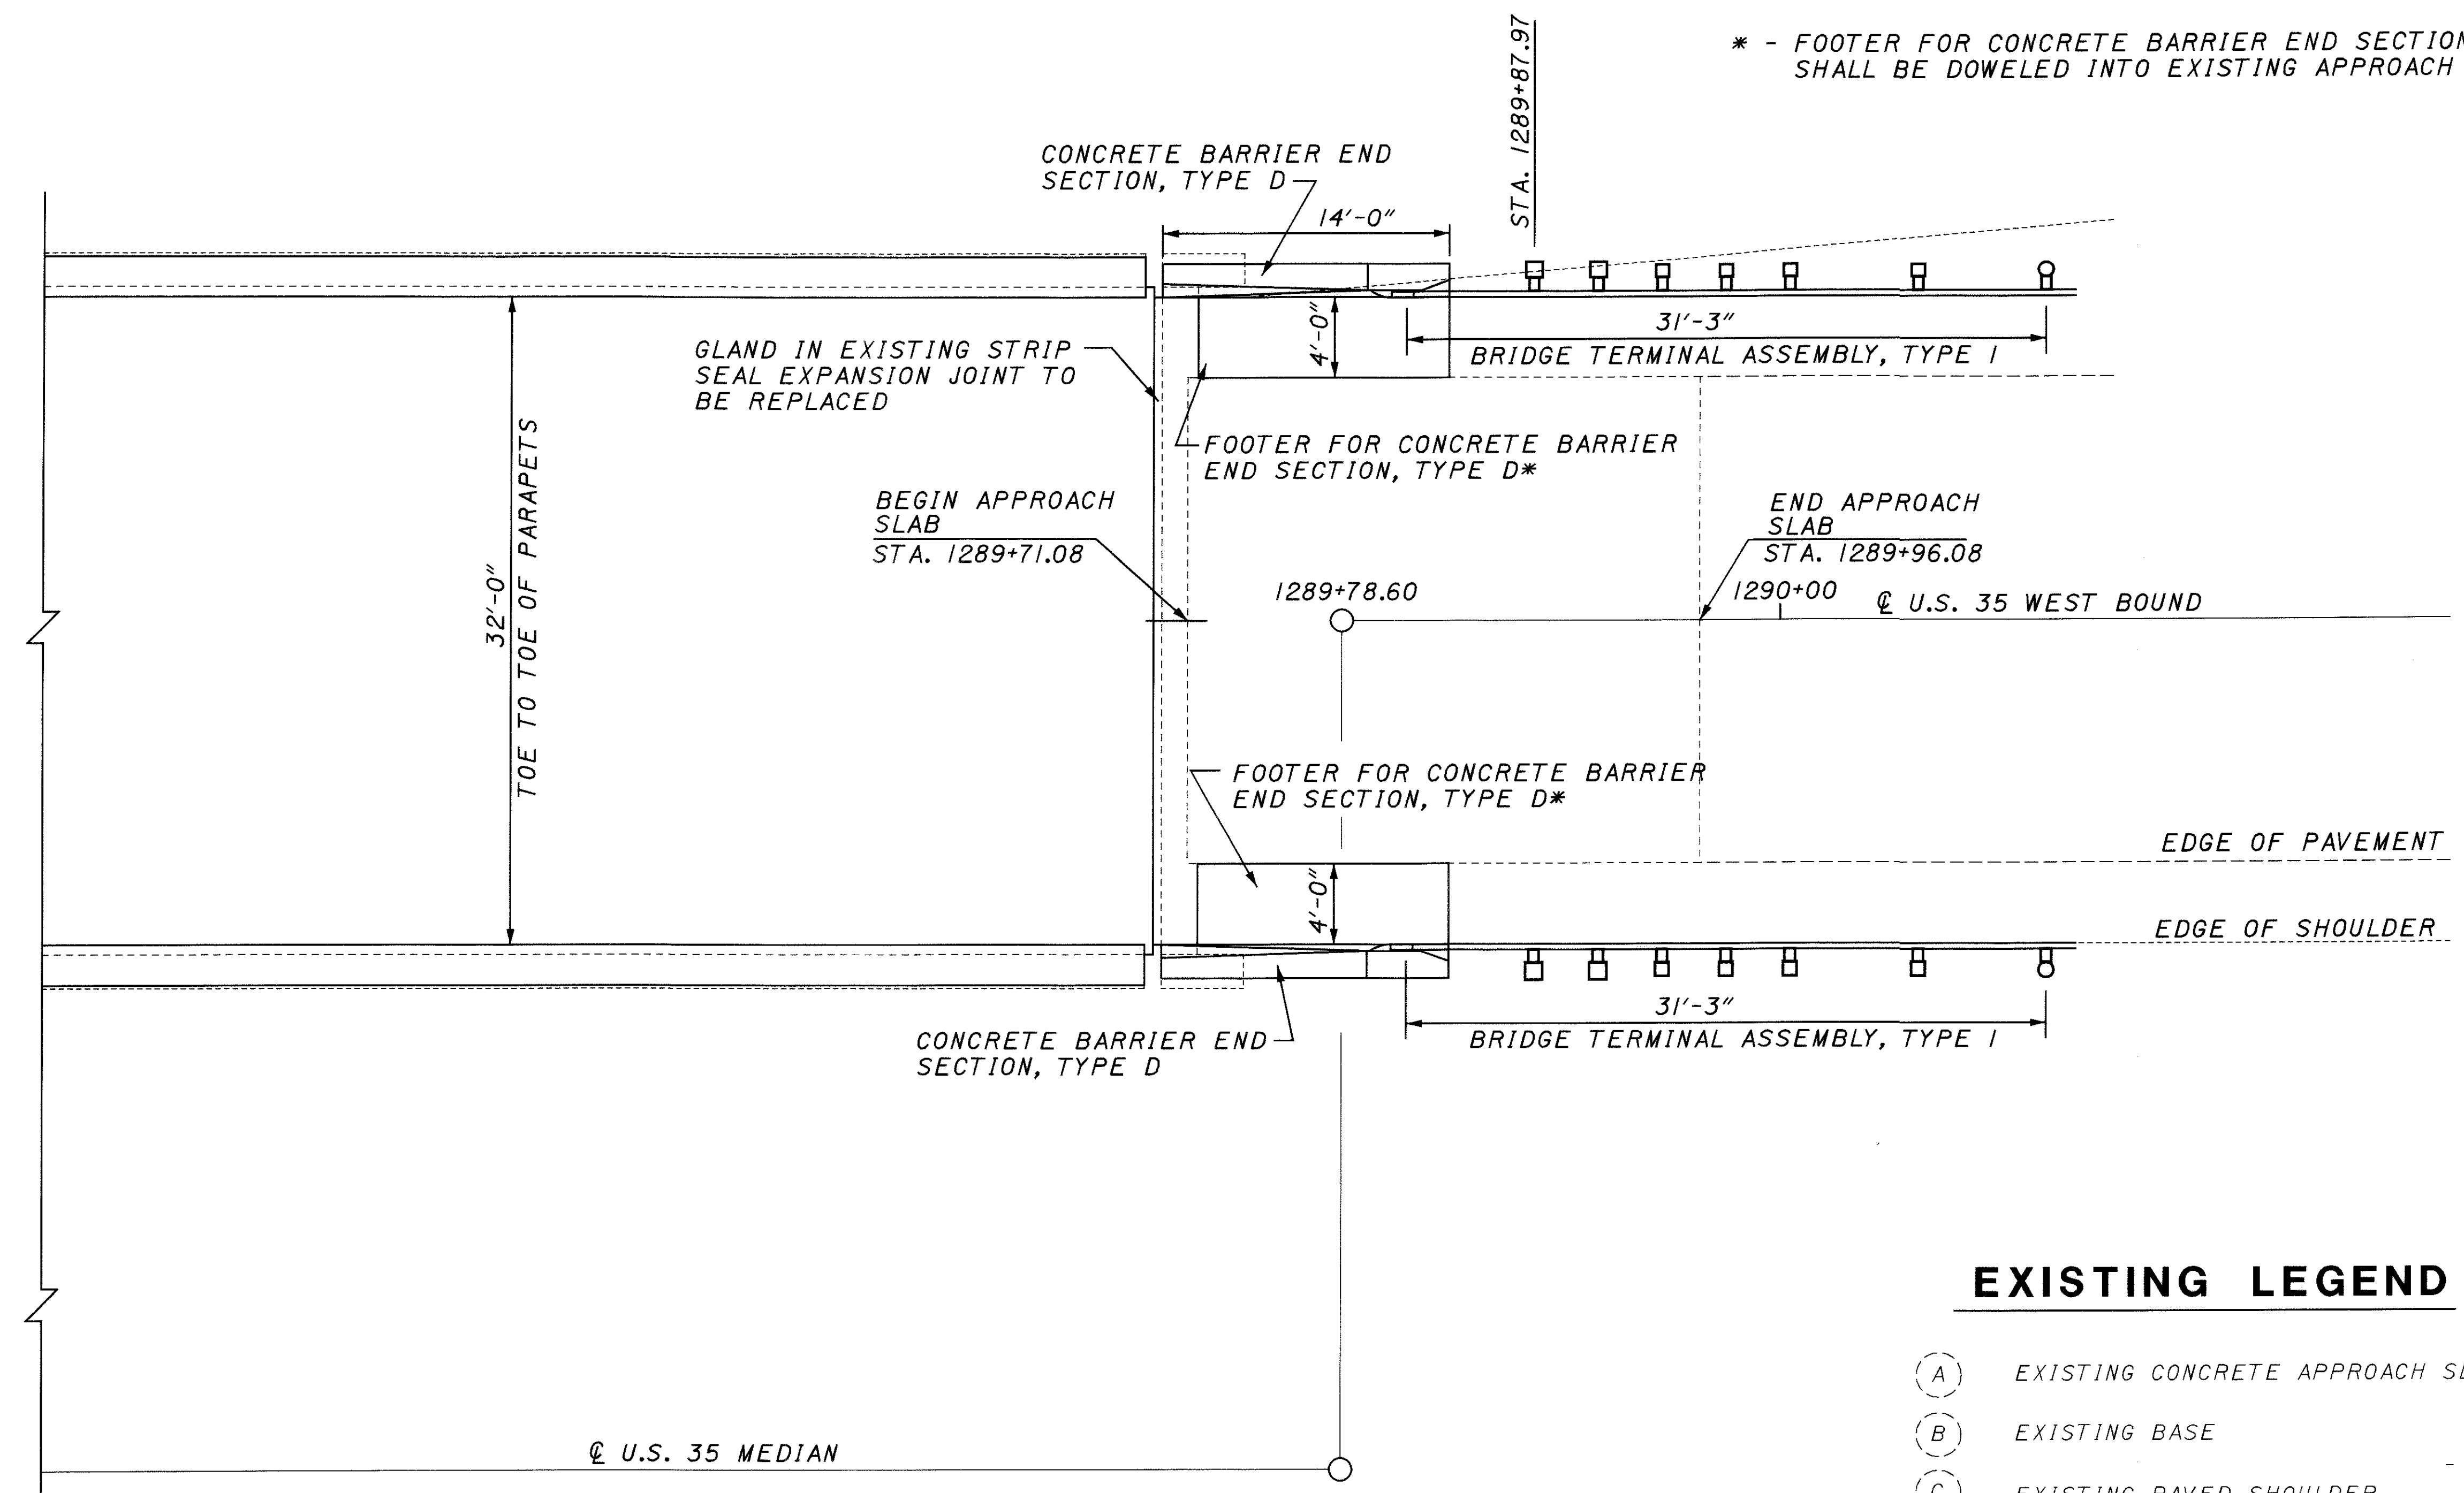 * - FOOTER FOR CONCRETE BARRIER END SECTION
SHALL BE DOWELED INTO EXISTING APPROACH
STA. 1289+87.97
CONCRETE BARRIER END
SECTION, TYPE D
14'-0"
4'-0"
31'-3"
BRIDGE TERMINAL ASSEMBLY, TYPE 1
GLAND IN EXISTING STRIP
SEAL EXPANSION JOINT TO
BE REPLACED
FOOTER FOR CONCRETE BARRIER
END SECTION, TYPE D*
32'-0"
TOE TO TOE OF PARAPETS
BEGIN APPROACH
SLAB
STA. 1289+71.08
END APPROACH
SLAB
STA. 1289+96.08
1289+78.60
1290+00
℄ U.S. 35 WEST BOUND
FOOTER FOR CONCRETE BARRIER
END SECTION, TYPE D*
EDGE OF PAVEMENT
4'-0"
EDGE OF SHOULDER
31'-3"
BRIDGE TERMINAL ASSEMBLY, TYPE 1
CONCRETE BARRIER END
SECTION, TYPE D
EXISTING LEGEND
A EXISTING CONCRETE APPROACH
B EXISTING BASE
C EXISTING PAVED SHOULDER
℄ U.S. 35 MEDIAN